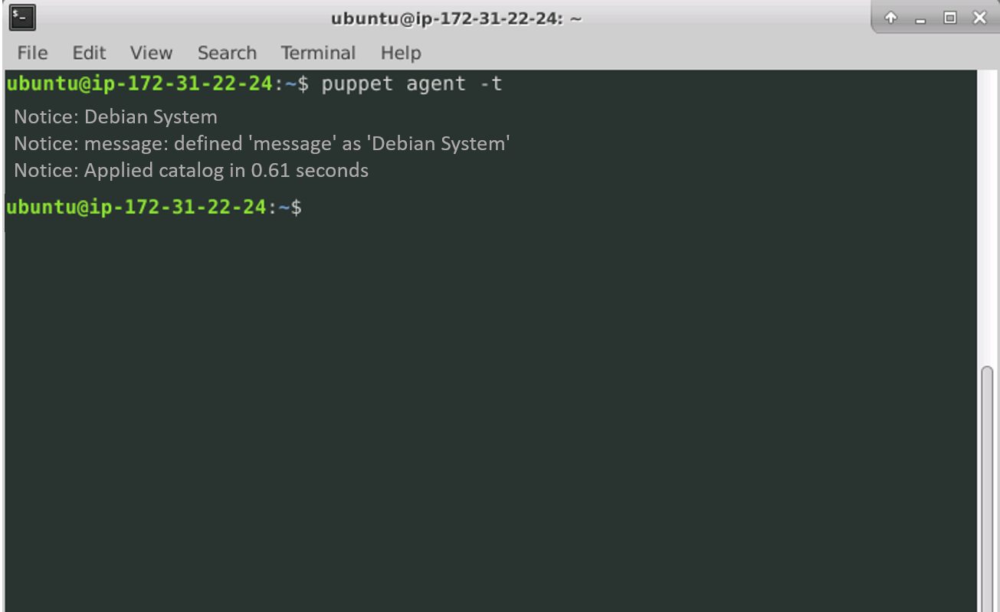 ubuntu@ip-172-31-22-24: ~
File Edit View Search Terminal Help
ubuntu@ip-172-31-22-24:~$ puppet agent -t
Notice: Debian System
Notice: message: defined 'message' as 'Debian System'
Notice: Applied catalog in 0.61 seconds
ubuntu@ip-172-31-22-24:~$